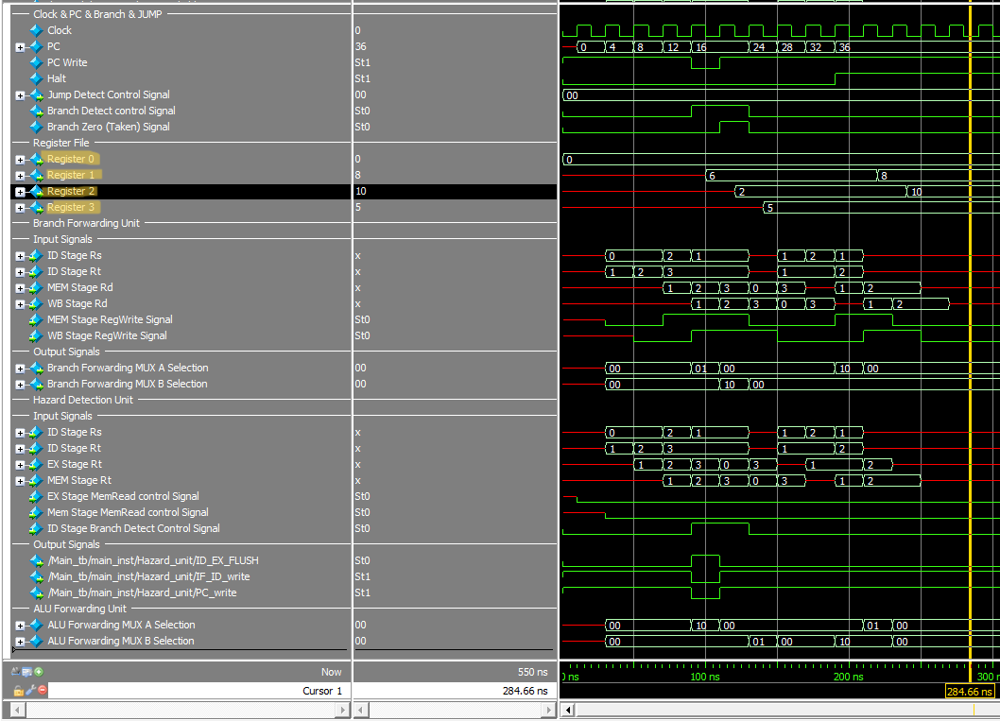 Clock & PC & Branch & JUMP
Clock 0
PC 36 0 4 8 12 16 24 28 32 36
PC Write St1
Halt St1
Jump Detect Control Signal 00 00
Branch Detect control Signal St0
Branch Zero (Taken) Signal St0
Register File
Register 0 0 0
Register 1 8 6 8
Register 2 10 2 10
Register 3 5 5
Branch Forwarding Unit
Input Signals
ID Stage Rs x 0 2 1 1 2 1
ID Stage Rt x 1 2 3 1 2
MEM Stage Rd x 1 2 3 0 3 1 2
WB Stage Rd x 1 2 3 0 3 1 2
MEM Stage RegWrite Signal St0
WB Stage RegWrite Signal St0
Output Signals
Branch Forwarding MUX A Selection 00 00 01 00 10 00
Branch Forwarding MUX B Selection 00 00 10 00
Hazard Detection Unit
Input Signals
ID Stage Rs x 0 2 1 1 2 1
ID Stage Rt x 1 2 3 1 2
EX Stage Rt x 1 2 3 0 3 1 2
MEM Stage Rt x 1 2 3 0 3 1 2
EX Stage MemRead control Signal St0
Mem Stage MemRead control Signal St0
ID Stage Branch Detect Control Signal St0
Output Signals
/Main_tb/main_inst/Hazard_unit/ID_EX_FLUSH St0
/Main_tb/main_inst/Hazard_unit/IF_ID_write St1
/Main_tb/main_inst/Hazard_unit/PC_write St1
ALU Forwarding Unit
ALU Forwarding MUX A Selection 00 00 10 00 01 00
ALU Forwarding MUX B Selection 00 00 01 00 10 00
Now 550 ns ns 100 ns 200 ns 300 n
Cursor 1 284.66 ns 284.66 ns